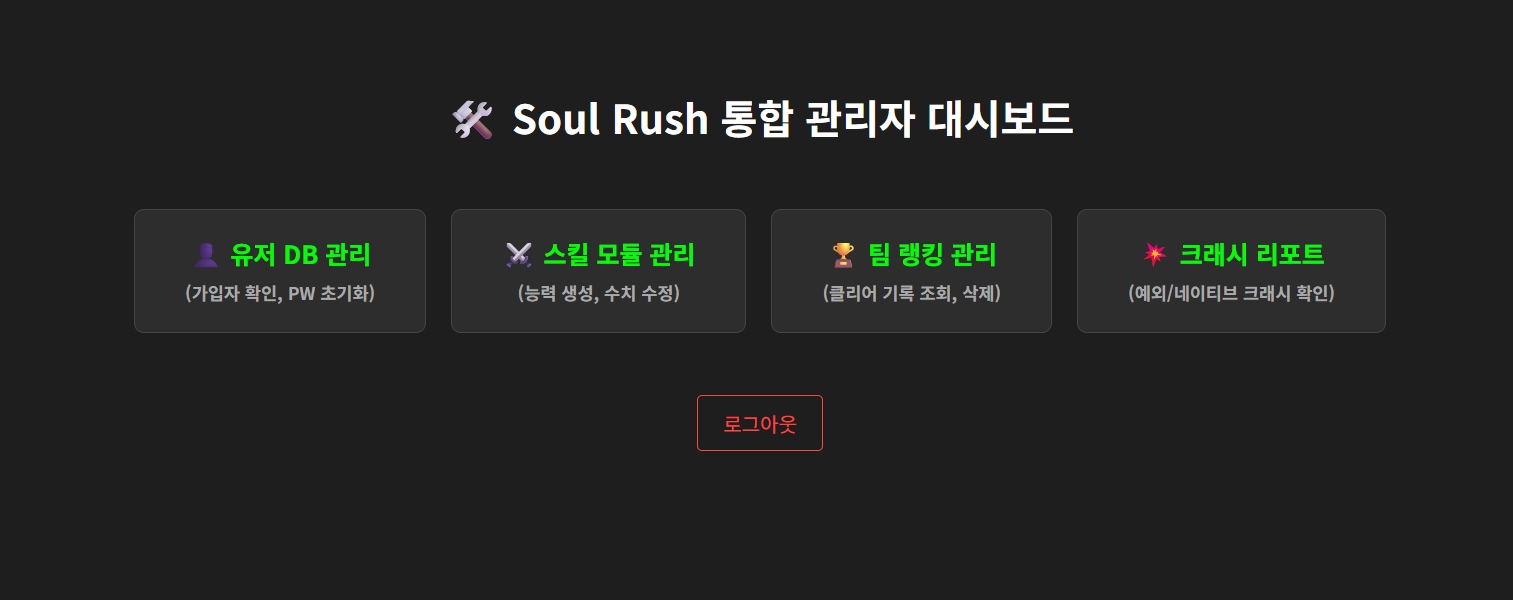 🛠️ Soul Rush 통합 관리자 대시보드
👤 유저 DB 관리
(가입자 확인, PW 초기화)
⚔️ 스킬 모듈 관리
(능력 생성, 수치 수정)
🏆 팀 랭킹 관리
(클리어 기록 조회, 삭제)
💥 크래시 리포트
(예외/네이티브 크래시 확인)
로그아웃